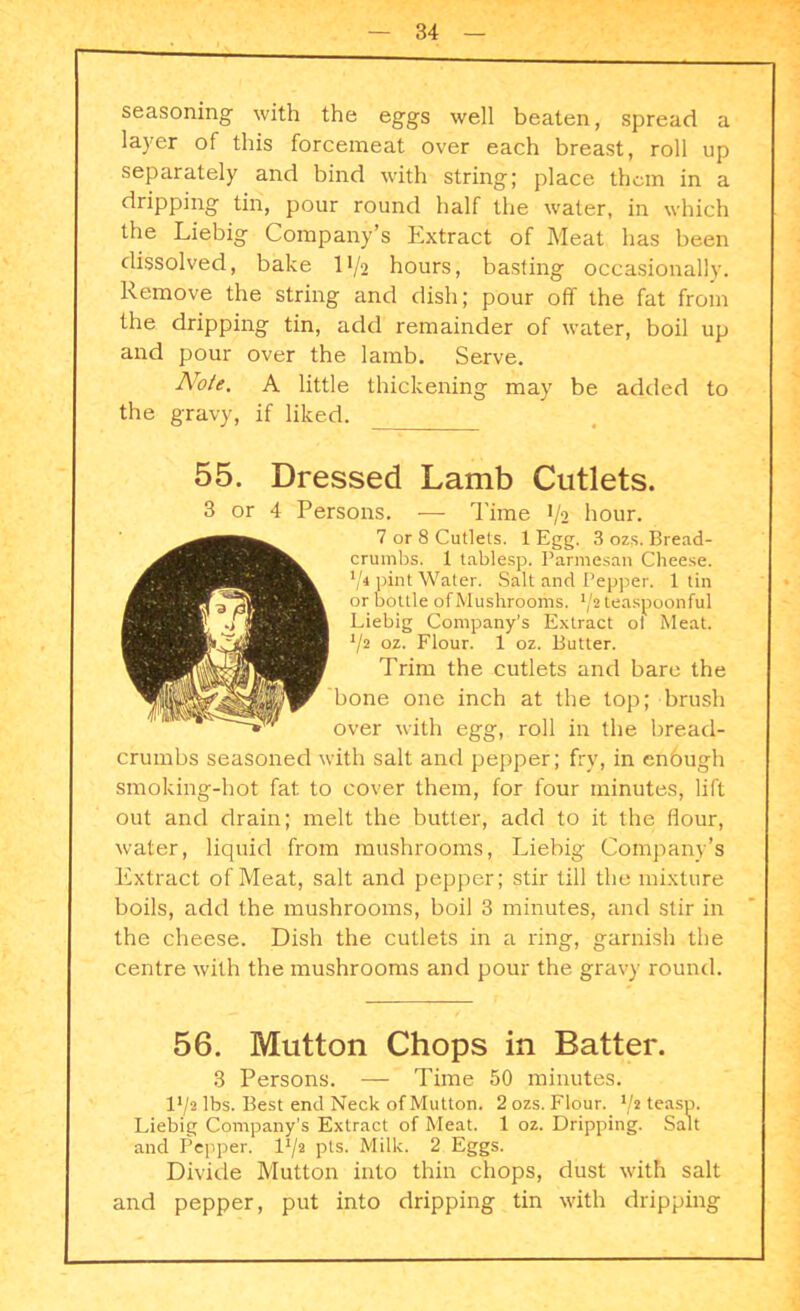 — 34 —
seasoning with the eggs well beaten, spread a
layer of this forcemeat over each breast, roll up
separately and bind with string; place them in a
dripping tin, pour round half the water, in which
the Liebig Company's Extract of Meat has been
dissolved, bake 1½ hours, basting occasionally.
Remove the string and dish; pour off the fat from
the dripping tin, add remainder of water, boil up
and pour over the lamb. Serve.
Note. A little thickening may be added to
the gravy, if liked.
55. Dressed Lamb Cutlets.
3 or 4 Persons. — Time ½ hour.
7 or 8 Cutlets. 1 Egg. 3 ozs. Bread-
crumbs. 1 tablesp. Parmesan Cheese.
¼ pint Water. Salt and Pepper. 1 tin
or bottle of Mushrooms. ½ teaspoonful
Liebig Company's Extract of Meat.
½ oz. Flour. 1 oz. Butter.
Trim the cutlets and bare the
bone one inch at the top; brush
over with egg, roll in the bread-
crumbs seasoned with salt and pepper; fry, in enough
smoking-hot fat to cover them, for four minutes, lift
out and drain; melt the butter, add to it the flour,
water, liquid from mushrooms, Liebig Company's
Extract of Meat, salt and pepper; stir till the mixture
boils, add the mushrooms, boil 3 minutes, and stir in
the cheese. Dish the cutlets in a ring, garnish the
centre with the mushrooms and pour the gravy round.
56. Mutton Chops in Batter.
3 Persons. — Time 50 minutes.
1½ lbs. Best end Neck of Mutton. 2 ozs. Flour. ½ teasp.
Liebig Company's Extract of Meat. 1 oz. Dripping. Salt
and Pepper. 1½ pts. Milk. 2 Eggs.
Divide Mutton into thin chops, dust with salt
and pepper, put into dripping tin with dripping